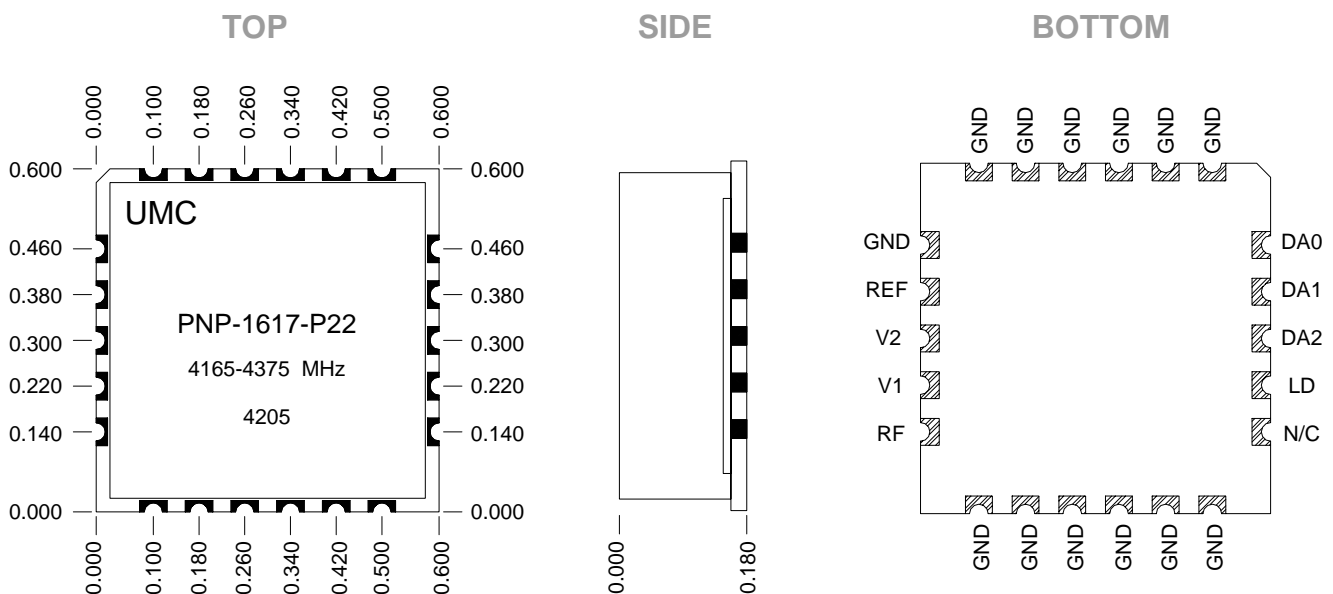 TOP
SIDE
BOTTOM
0.000
0.100
0.180
0.260
0.340
0.420
0.500
0.600
0.600
0.460
0.380
0.300
0.220
0.140
0.000
UMC
PNP-1617-P22
4165-4375 MHz
4205
0.600
0.460
0.380
0.300
0.220
0.140
0.000
0.000
0.100
0.180
0.260
0.340
0.420
0.500
0.600
0.000
0.180
GND
GND
GND
GND
GND
GND
GND
REF
V2
V1
RF
DA0
DA1
DA2
LD
N/C
GND
GND
GND
GND
GND
GND